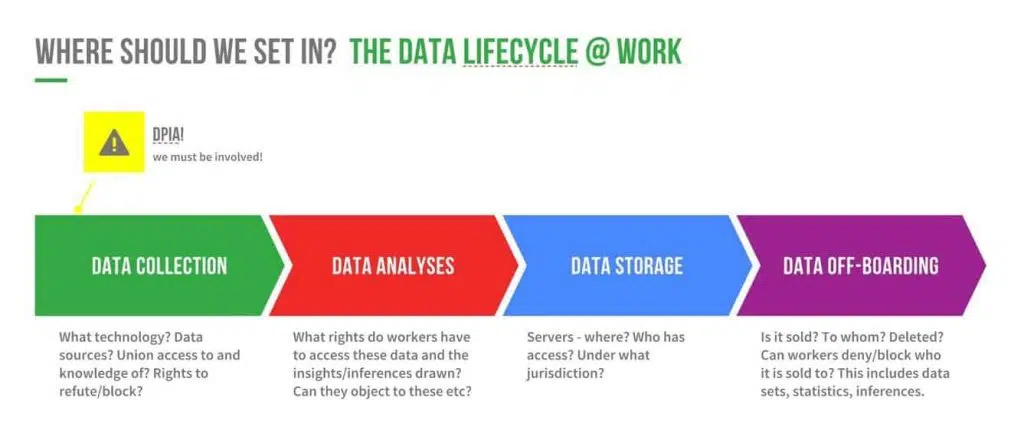 WHERE SHOULD WE SET IN? THE DATA LIFECYCLE @ WORK
DPIA!
we must be involved!
DATA COLLECTION
DATA ANALYSES
DATA STORAGE
DATA OFF-BOARDING
What technology? Data
sources? Union access to and
knowledge of? Rights to
refute/block?
What rights do workers have
to access these data and the
insights/inferences drawn?
Can they object to these etc?
Servers - where? Who has
access? Under what
jurisdiction?
Is it sold? To whom? Deleted?
Can workers deny/block who
it is sold to? This includes data
sets, statistics, inferences.